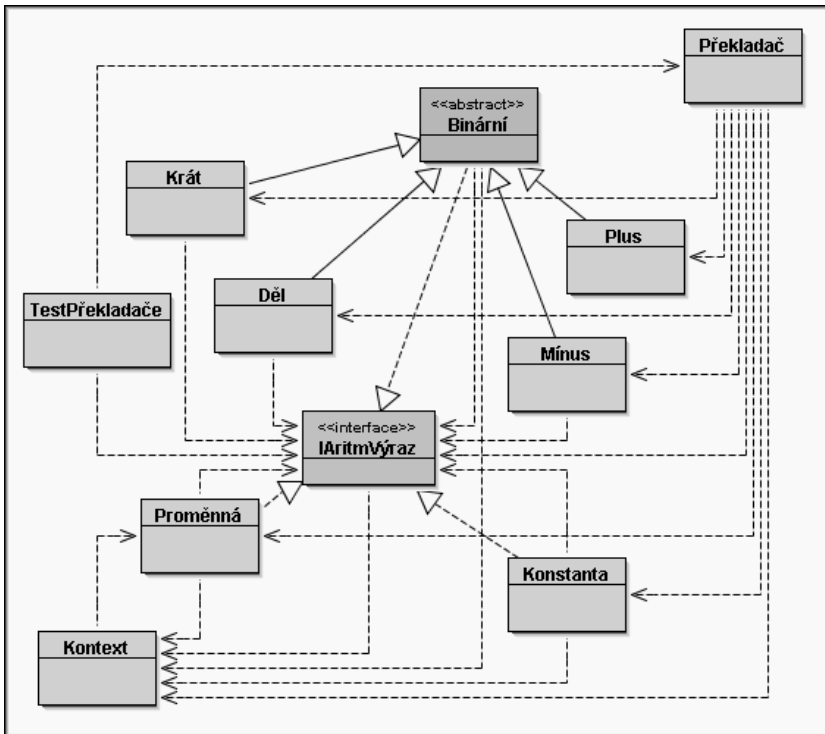 Překladač
<<abstract>>
Binární
Krát
Plus
Děl
TestPřekladače
Mínus
<<interface>>
IAritmVýraz
Proměnná
Konstanta
Kontext